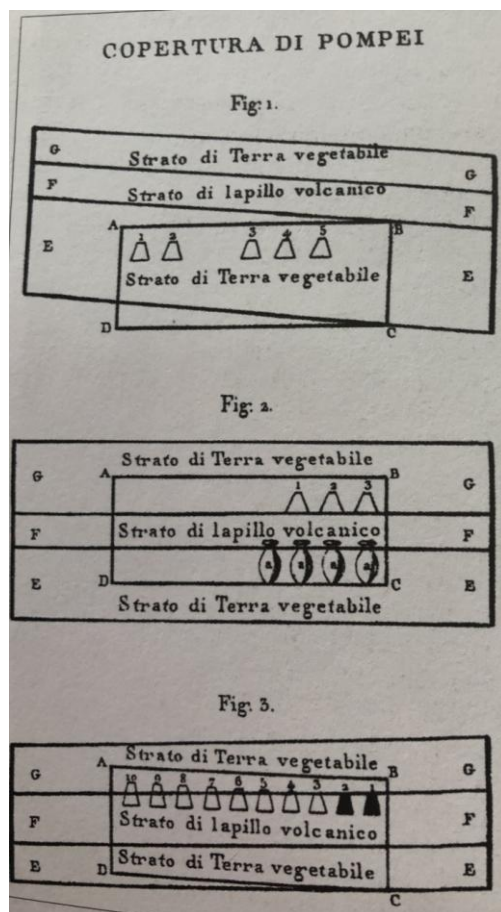 COPERTURA DI POMPEI
Fig: 1.
G Strato di Terra vegetabile G
F Strato di lapillo volcanico F
A B
1 2 3 4 5
E Strato di Terra vegetabile E
D C
Fig: 2.
Strato di Terra vegetabile
G A B G
1 2 3
F Strato di lapillo volcanico F
a a a a
E D C E
Strato di Terra vegetabile
Fig: 3.
Strato di Terra vegetabile
G A B G
10 9 8 7 6 5 4 3 2 1
F Strato di lapillo volcanico F
E D Strato di Terra vegetabile E
C